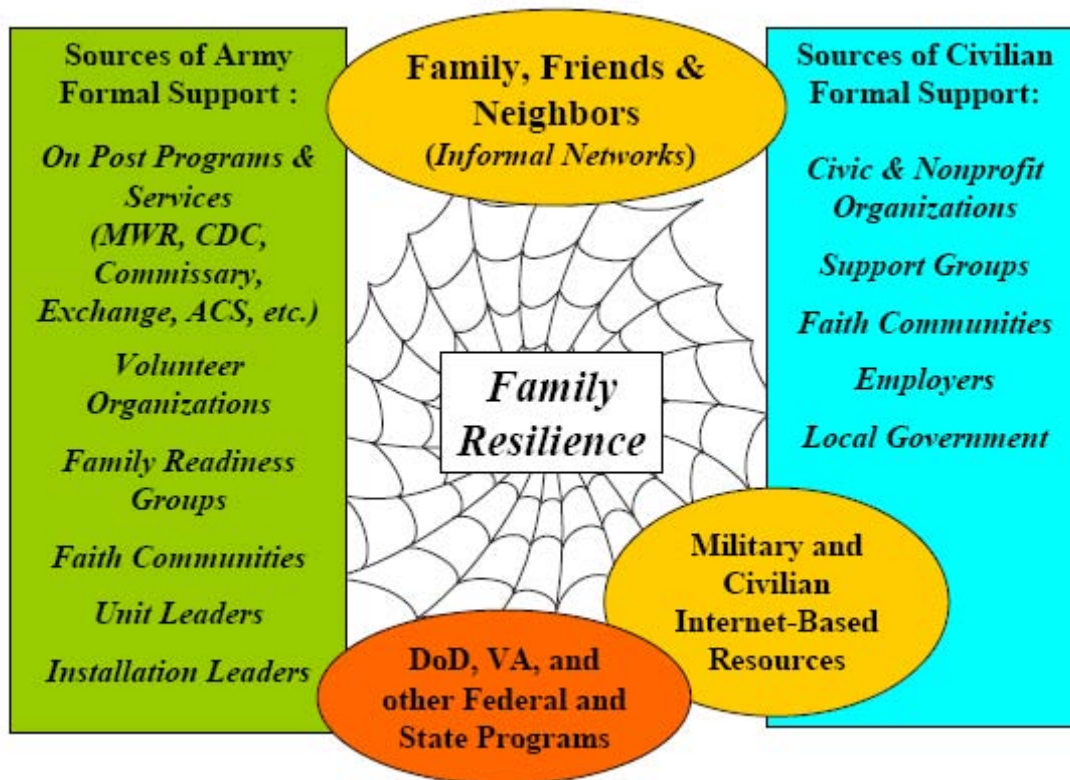 Sources of Army
Formal Support :
On Post Programs &
Services
(MWR, CDC,
Commissary,
Exchange, ACS, etc.)
Volunteer
Organizations
Family Readiness
Groups
Faith Communities
Unit Leaders
Installation Leaders
Family, Friends &
Neighbors
(Informal Networks)
Family
Resilience
DoD, VA, and
other Federal and
State Programs
Military and
Civilian
Internet-Based
Resources
Sources of Civilian
Formal Support:
Civic & Nonprofit
Organizations
Support Groups
Faith Communities
Employers
Local Government